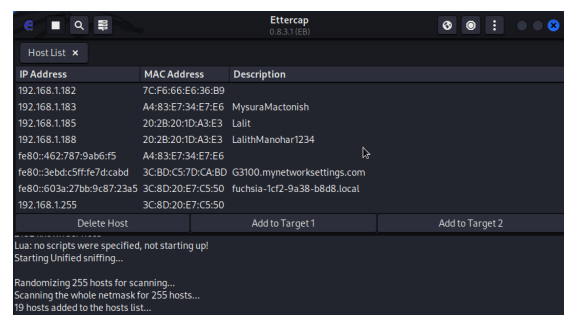 Ettercap
0.8.3.1 (EB)
Host List ×
IP Address MAC Address Description
192.168.1.182 7C:F6:66:E6:36:B9
192.168.1.183 A4:83:E7:34:E7:E6 MysuraMactonish
192.168.1.185 20:2B:20:1D:A3:E3 Lalit
192.168.1.188 20:2B:20:1D:A3:E3 LalithManohar1234
fe80::462:787:9ab6:f5 A4:83:E7:34:E7:E6
fe80::3ebd:c5ff:fe7d:cabd 3C:BD:C5:7D:CA:BD G3100.mynetworksettings.com
fe80::603a:27bb:9c87:23a5 3C:8D:20:E7:C5:50 fuchsia-1cf2-9a38-b8d8.local
192.168.1.255 3C:8D:20:E7:C5:50
Delete Host Add to Target 1 Add to Target 2
Lua: no scripts were specified, not starting up!
Starting Unified sniffing...
Randomizing 255 hosts for scanning...
Scanning the whole netmask for 255 hosts...
19 hosts added to the hosts list...